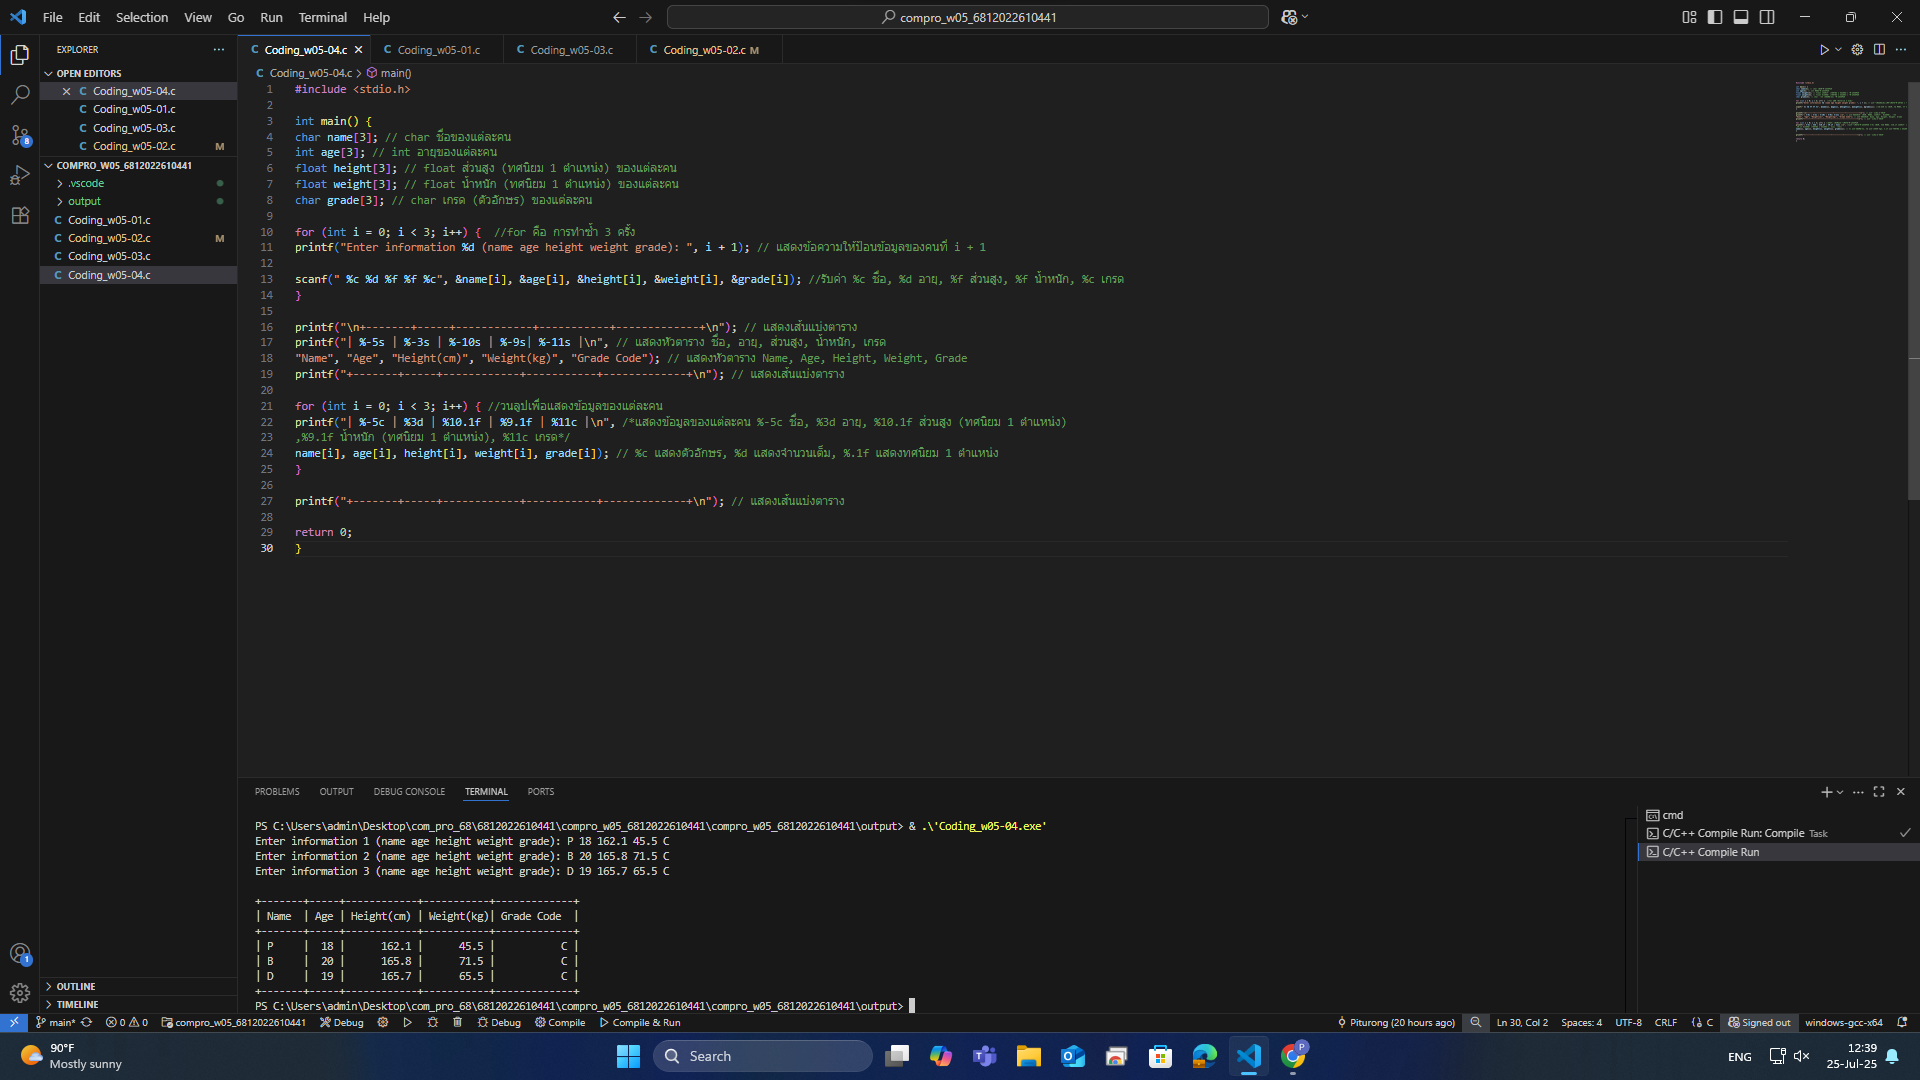 File Edit Selection View Go Run Terminal Help
compro_w05_6812022610441
EXPLORER
OPEN EDITORS
Coding_w05-04.c
C Coding_w05-01.c
C Coding_w05-03.c
C Coding_w05-02.c M
COMPRO_W05_6812022610441
.vscode
output
C Coding_w05-01.c
C Coding_w05-02.c M
C Coding_w05-03.c
C Coding_w05-04.c
OUTLINE
TIMELINE
C Coding_w05-04.c C Coding_w05-01.c C Coding_w05-03.c C Coding_w05-02.c M
C Coding_w05-04.c > main()
1 #include <stdio.h>
2
3 int main() {
4 char name[3]; // char ชื่อของแต่ละคน
5 int age[3]; // int อายุของแต่ละคน
6 float height[3]; // float ส่วนสูง (ทศนิยม 1 ตำแหน่ง) ของแต่ละคน
7 float weight[3]; // float น้ำหนัก (ทศนิยม 1 ตำแหน่ง) ของแต่ละคน
8 char grade[3]; // char เกรด (ตัวอักษร) ของแต่ละคน
9
10 for (int i = 0; i < 3; i++) { //for คือ การทำซ้ำ 3 ครั้ง
11 printf("Enter information %d (name age height weight grade): ", i + 1); // แสดงข้อความให้ป้อนข้อมูลของคนที่ i + 1
12
13 scanf(" %c %d %f %f %c", &name[i], &age[i], &height[i], &weight[i], &grade[i]); //รับค่า %c ชื่อ, %d อายุ, %f ส่วนสูง, %f น้ำหนัก, %c เกรด
14 }
15
16 printf("\n+-------+-----+------------+-----------+-------------+\n"); // แสดงเส้นแบ่งตาราง
17 printf("| %-5s | %-3s | %-10s | %-9s| %-11s |\n", // แสดงหัวตาราง ชื่อ, อายุ, ส่วนสูง, น้ำหนัก, เกรด
18 "Name", "Age", "Height(cm)", "Weight(kg)", "Grade Code"); // แสดงหัวตาราง Name, Age, Height, Weight, Grade
19 printf("+-------+-----+------------+-----------+-------------+\n"); // แสดงเส้นแบ่งตาราง
20
21 for (int i = 0; i < 3; i++) { //วนลูปเพื่อแสดงข้อมูลของแต่ละคน
22 printf("| %-5c | %3d | %10.1f | %9.1f | %11c |\n", /*แสดงข้อมูลของแต่ละคน %-5c ชื่อ, %3d อายุ, %10.1f ส่วนสูง (ทศนิยม 1 ตำแหน่ง)
23 ,%9.1f น้ำหนัก (ทศนิยม 1 ตำแหน่ง), %11c เกรด*/
24 name[i], age[i], height[i], weight[i], grade[i]); // %c แสดงตัวอักษร, %d แสดงจำนวนเต็ม, %.1f แสดงทศนิยม 1 ตำแหน่ง
25 }
26
27 printf("+-------+-----+------------+-----------+-------------+\n"); // แสดงเส้นแบ่งตาราง
28
29 return 0;
30 }
PROBLEMS OUTPUT DEBUG CONSOLE TERMINAL PORTS
PS C:\Users\admin\Desktop\com_pro_68\6812022610441\compro_w05_6812022610441\compro_w05_6812022610441\output> & .\'Coding_w05-04.exe'
Enter information 1 (name age height weight grade): P 18 162.1 45.5 C
Enter information 2 (name age height weight grade): B 20 165.8 71.5 C
Enter information 3 (name age height weight grade): D 19 165.7 65.5 C
+-------+-----+------------+-----------+-------------+
| Name | Age | Height(cm) | Weight(kg)| Grade Code |
+-------+-----+------------+-----------+-------------+
| P | 18 | 162.1 | 45.5 | C |
| B | 20 | 165.8 | 71.5 | C |
| D | 19 | 165.7 | 65.5 | C |
+-------+-----+------------+-----------+-------------+
PS C:\Users\admin\Desktop\com_pro_68\6812022610441\compro_w05_6812022610441\compro_w05_6812022610441\output>
cmd
C/C++ Compile Run: Compile Task
C/C++ Compile Run
main* 0 0 compro_w05_6812022610441 Debug Debug Compile Compile & Run Piturong (20 hours ago) Ln 30, Col 2 Spaces: 4 UTF-8 CRLF {} C Signed out windows-gcc-x64
90°F
Mostly sunny
Search
ENG
12:39
25-Jul-25